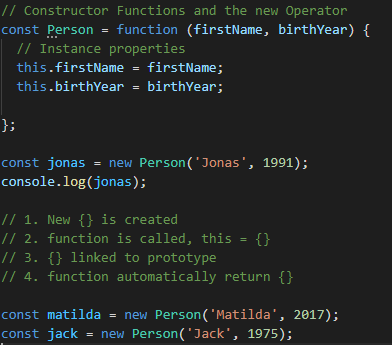 // Constructor Functions and the new Operator
const Person = function (firstName, birthYear) {
// Instance properties
this.firstName = firstName;
this.birthYear = birthYear;
};
const jonas = new Person('Jonas', 1991);
console.log(jonas);
// 1. New {} is created
// 2. function is called, this = {}
// 3. {} linked to prototype
// 4. function automatically return {}
const matilda = new Person('Matilda', 2017);
const jack = new Person('Jack', 1975);